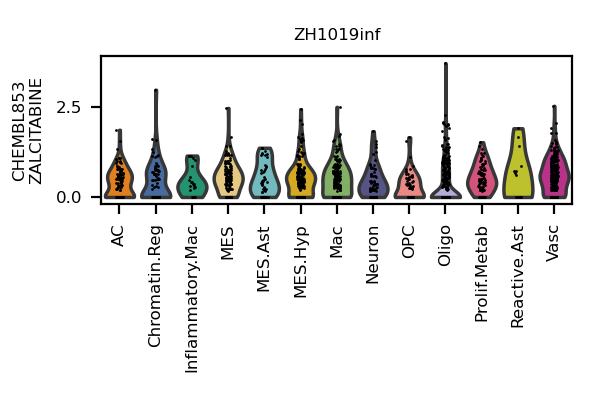 ZH1019inf
CHEMBL853
ZALCITABINE
2.5
0.0
AC
Chromatin.Reg
Inflammatory.Mac
MES
MES.Ast
MES.Hyp
Mac
Neuron
OPC
Oligo
Prolif.Metab
Reactive.Ast
Vasc